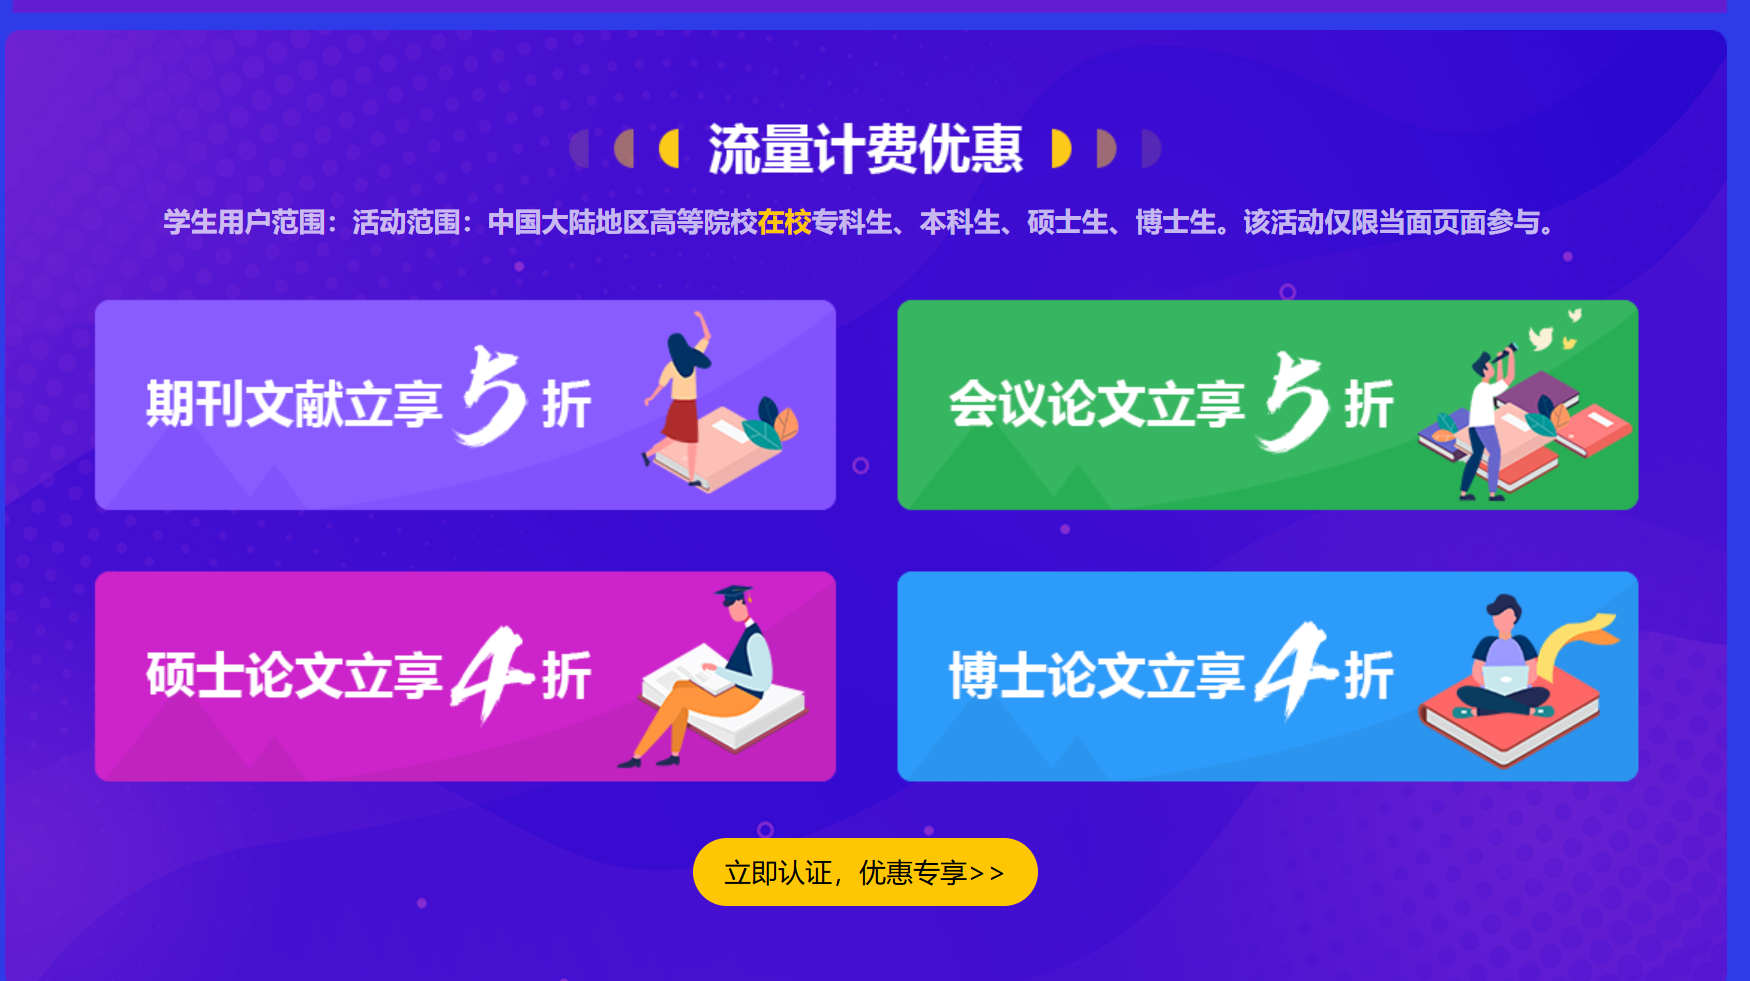 流量计费优惠
学生用户范围：活动范围：中国大陆地区高等院校在校专科生、本科生、硕士生、博士生。该活动仅限当面页面参与。
期刊文献立享5折
会议论文立享5折
硕士论文立享4折
博士论文立享4折
立即认证，优惠专享>>